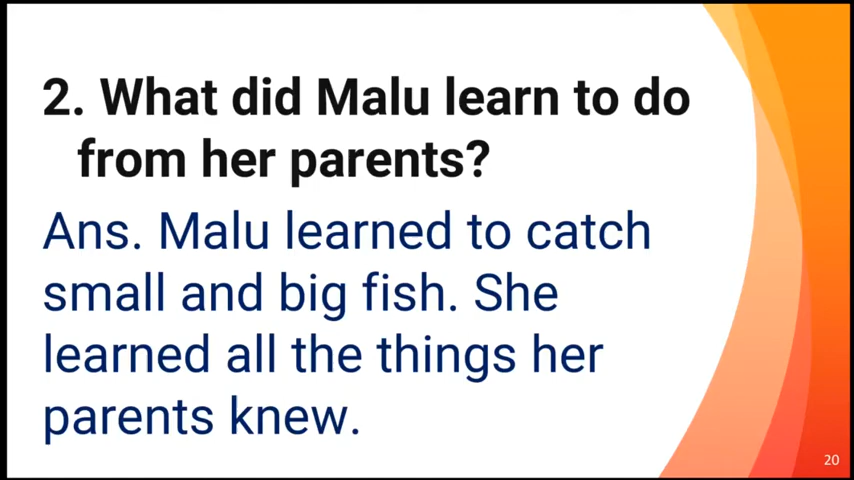 2. What did Malu learn to do
from her parents?
Ans. Malu learned to catch
small and big fish. She
learned all the things her
parents knew.
20